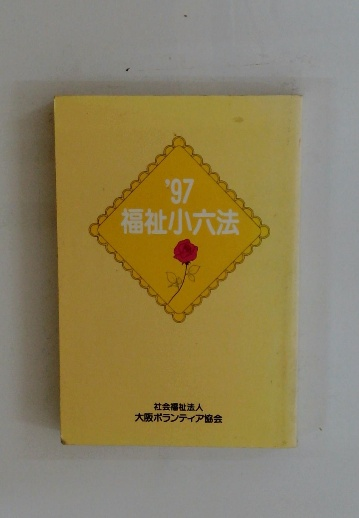 '97
福祉小六法
社会福祉法人
大阪ボランティア協会